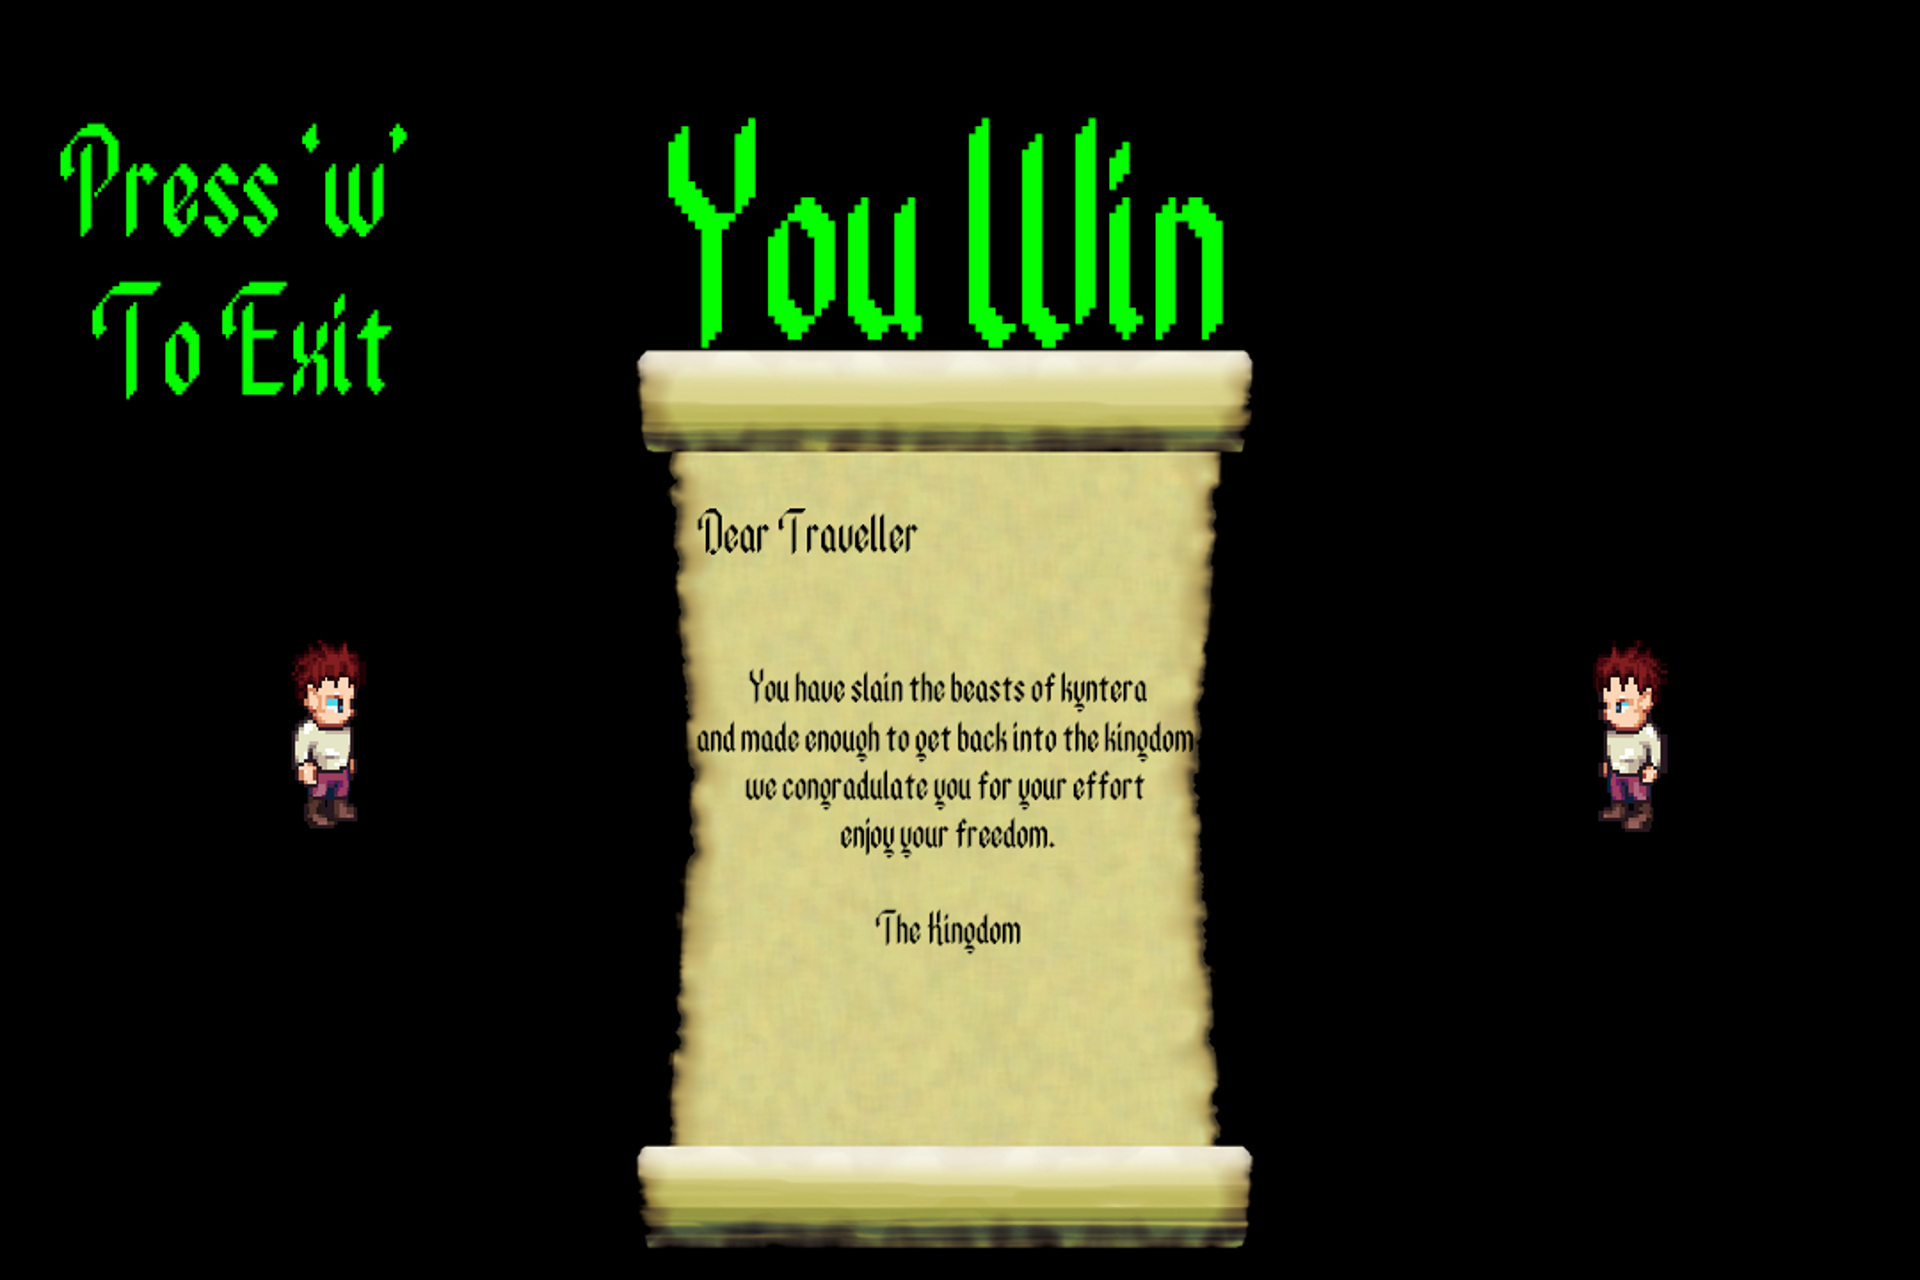 Press 'w'
To Exit
You Win
Dear Traveller
You have slain the beasts of kyntera
and made enough to get back into the kingdom
we congradulate you for your effort
enjoy your freedom.
The Kingdom